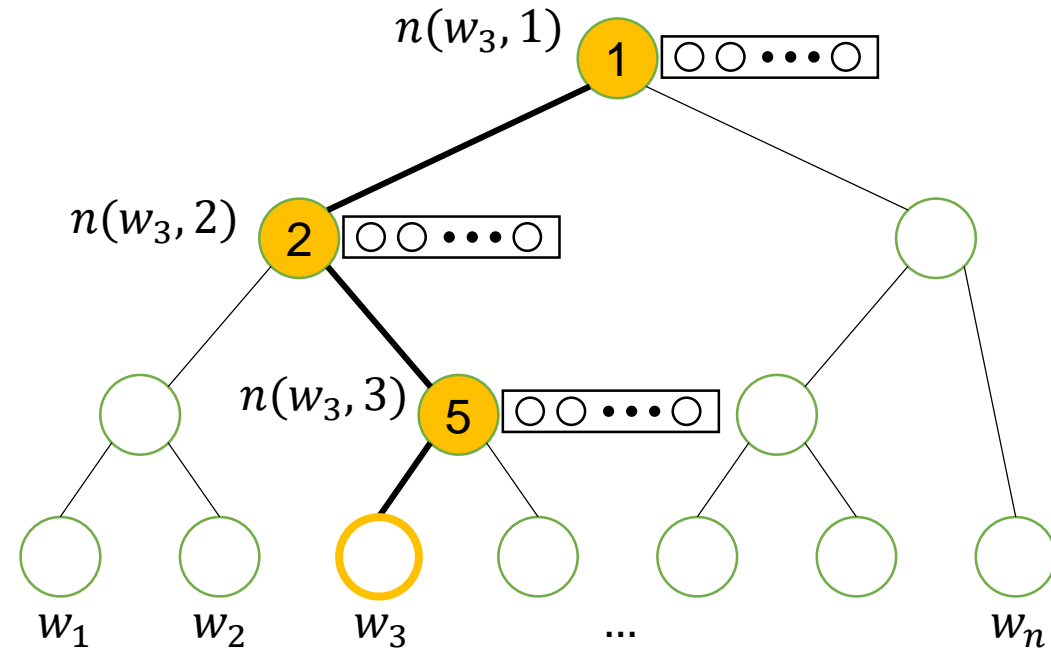 n(w₃, 1)
1
n(w₃, 2)
2
n(w₃, 3)
5
w₁ w₂ w₃ ... wₙ